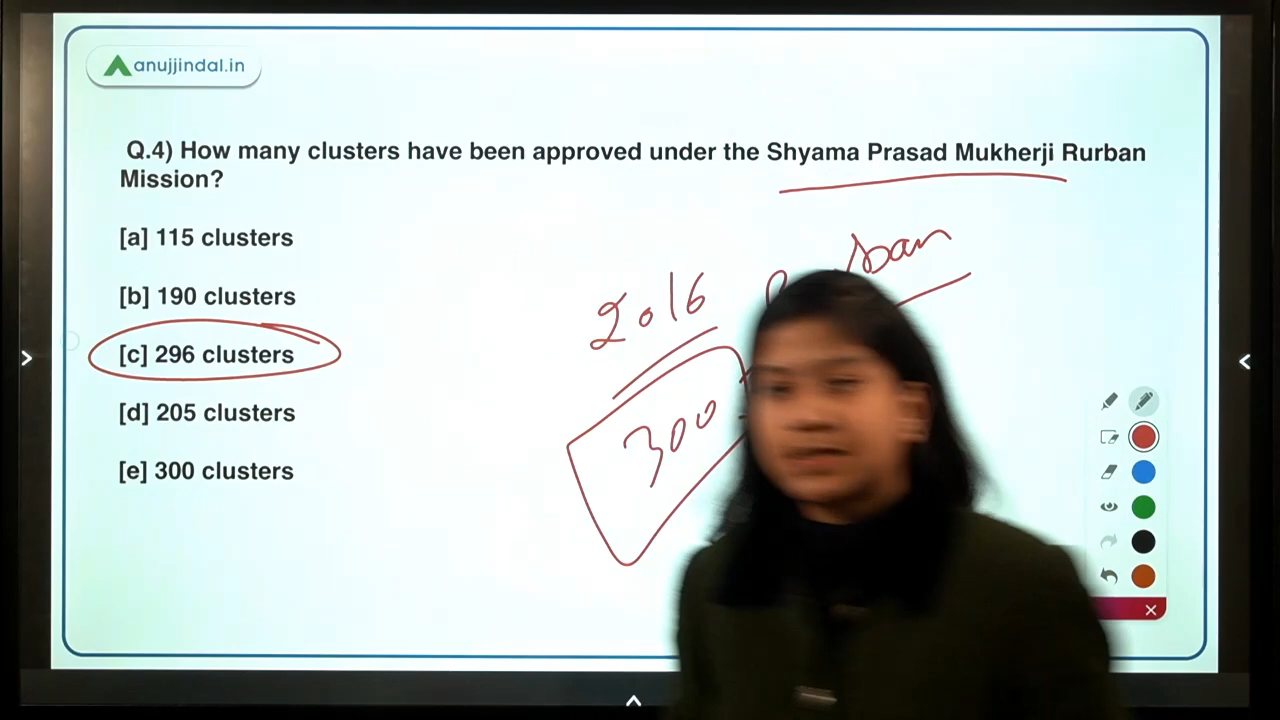 anujjindal.in
Q.4) How many clusters have been approved under the Shyama Prasad Mukherji Rurban
Mission?
[a] 115 clusters
[b] 190 clusters
[c] 296 clusters
[d] 205 clusters
[e] 300 clusters
2016
300